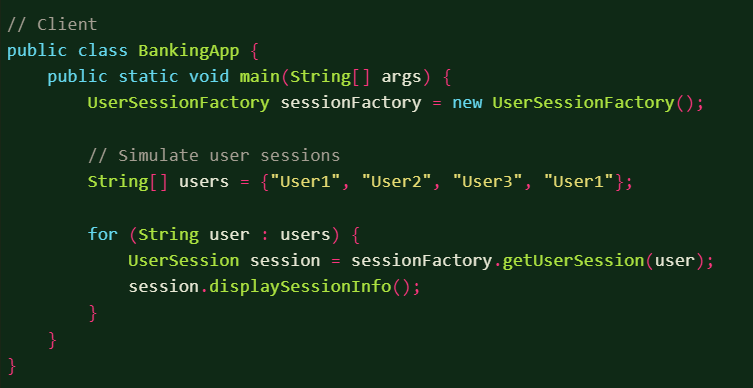 // Client
public class BankingApp {
    public static void main(String[] args) {
        UserSessionFactory sessionFactory = new UserSessionFactory();

        // Simulate user sessions
        String[] users = {"User1", "User2", "User3", "User1"};

        for (String user : users) {
            UserSession session = sessionFactory.getUserSession(user);
            session.displaySessionInfo();
        }
    }
}